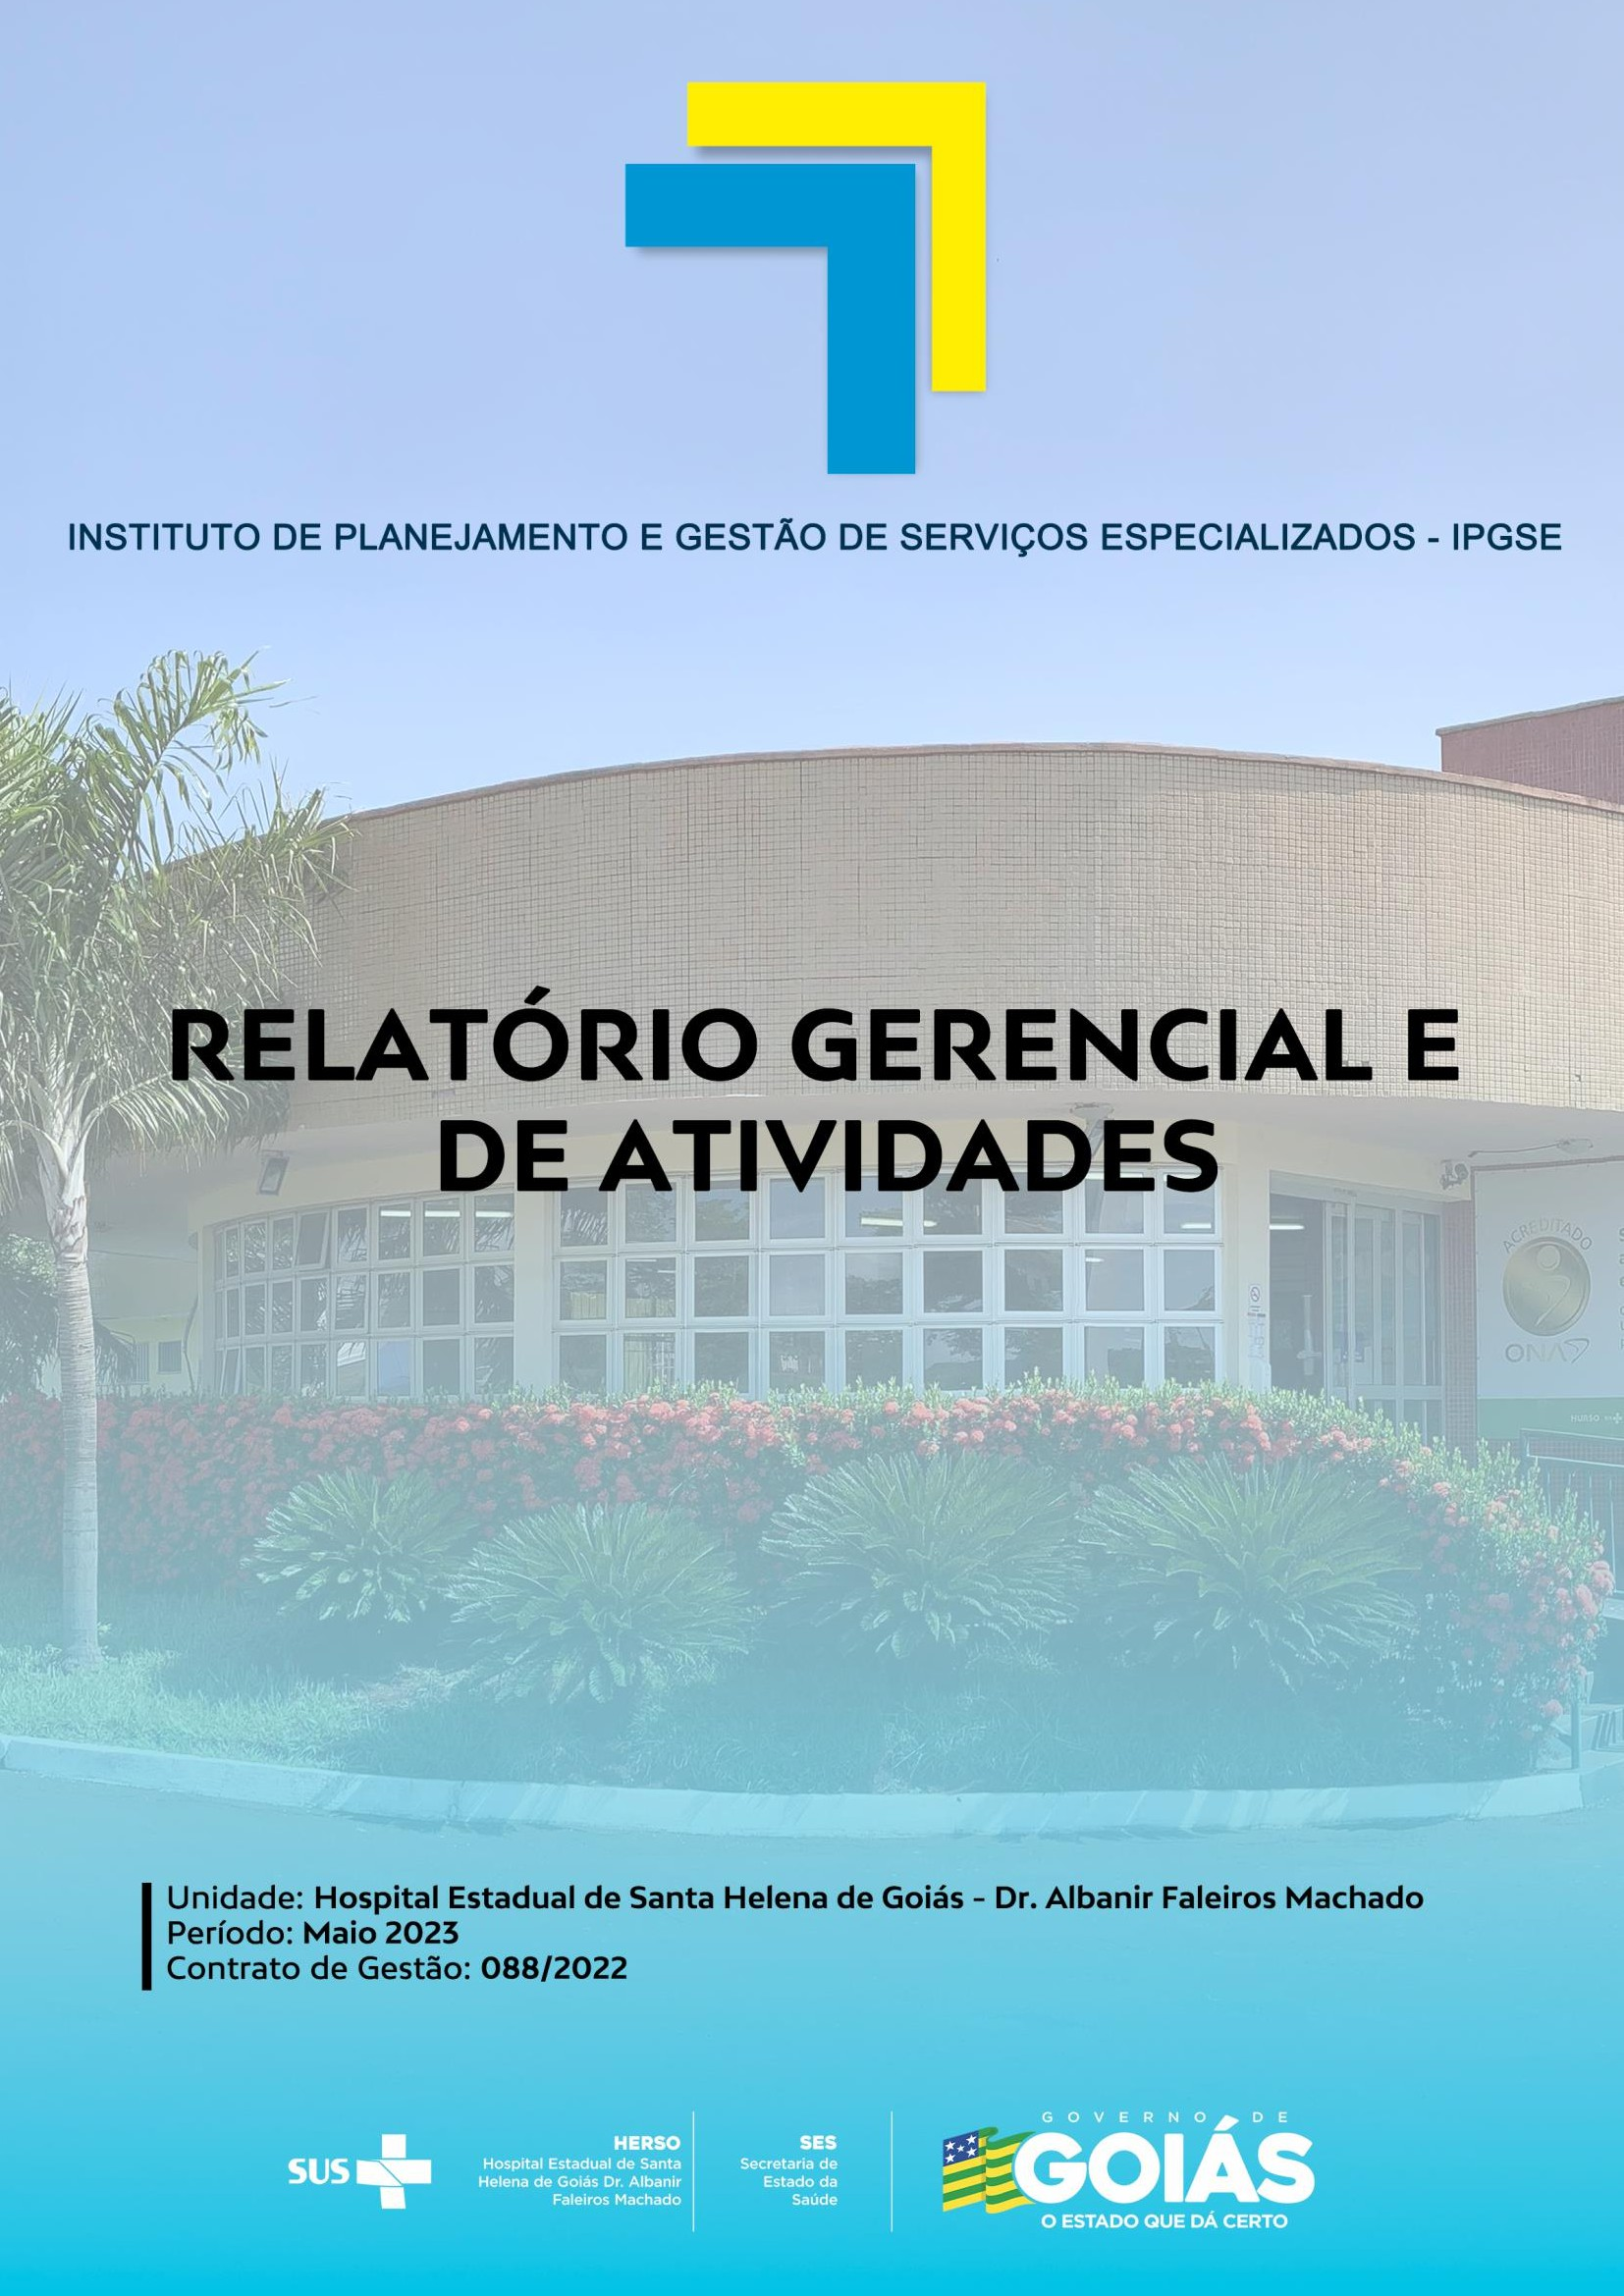 INSTITUTO DE PLANEJAMENTO E GESTÃO DE SERVIÇOS ESPECIALIZADOS - IPGSE
RELATÓRIO GERENCIAL E
DE ATIVIDADES
ACREDITADO
ONA
HURSO
Unidade: Hospital Estadual de Santa Helena de Goiás - Dr. Albanir Faleiros Machado
Período: Maio 2023
Contrato de Gestão: 088/2022
SUS
HERSO
Hospital Estadual de Santa
Helena de Goiás Dr. Albanir
Faleiros Machado
SES
Secretaria de
Estado da
Saúde
GOVERNO DE
GOIÁS
O ESTADO QUE DÁ CERTO